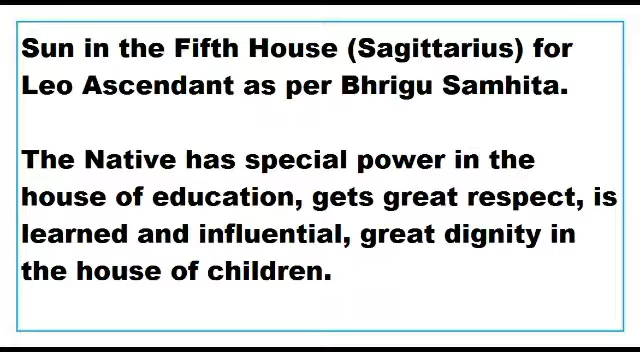 Sun in the Fifth House (Sagittarius) for
Leo Ascendant as per Bhrigu Samhita.
The Native has special power in the
house of education, gets great respect, is
learned and influential, great dignity in
the house of children.